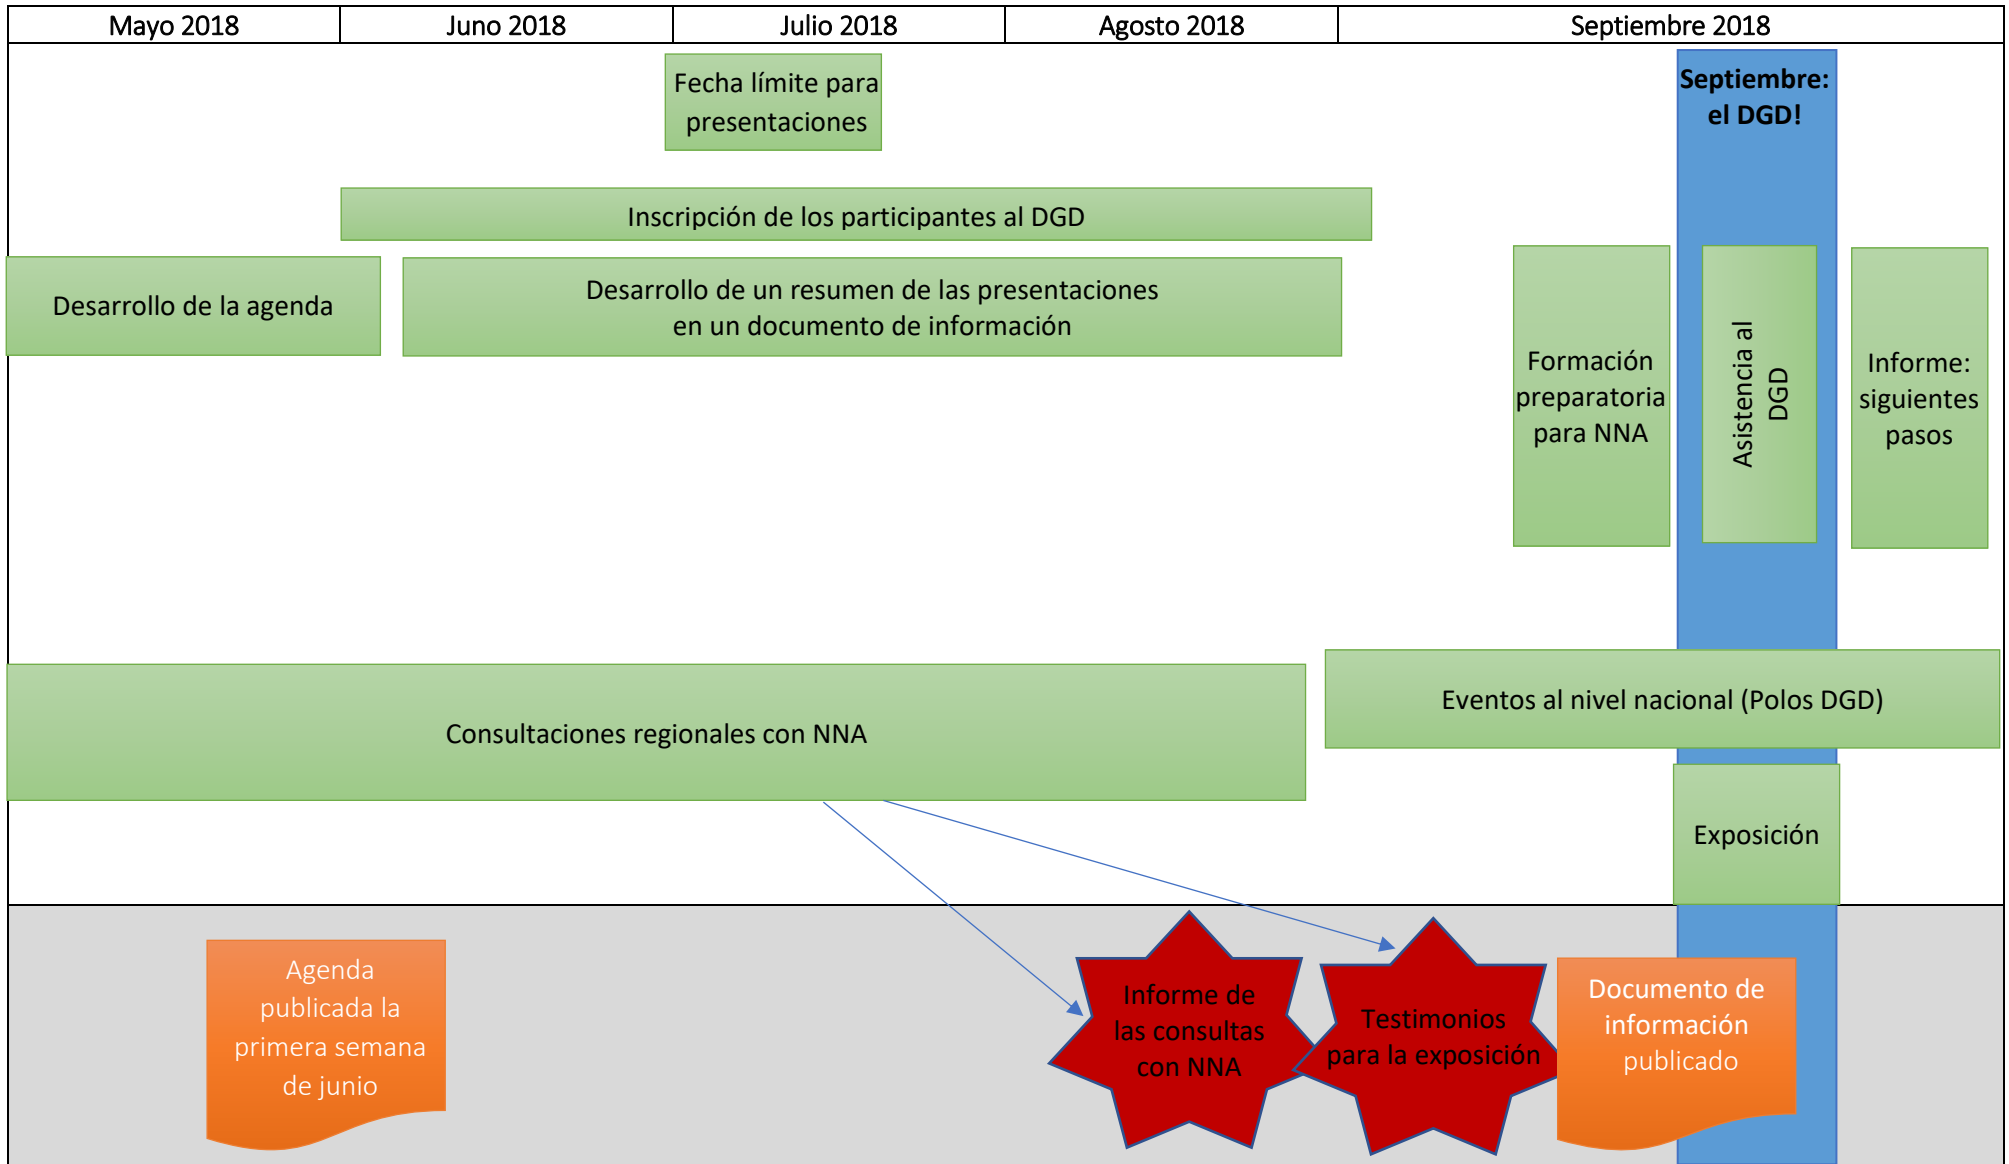 Mayo 2018
Juno 2018
Julio 2018
Agosto 2018
Septiembre 2018
Fecha límite para
presentaciones
Septiembre:
el DGD!
Inscripción de los participantes al DGD
Desarrollo de la agenda
Desarrollo de un resumen de las presentaciones
en un documento de información
Formación
preparatoria
para NNA
Asistencia al
DGD
Informe:
siguientes
pasos
Consultaciones regionales con NNA
Eventos al nivel nacional (Polos DGD)
Exposición
Agenda
publicada la
primera semana
de junio
Informe de
las consultas
con NNA
Testimonios
para la exposición
Documento de
información
publicado